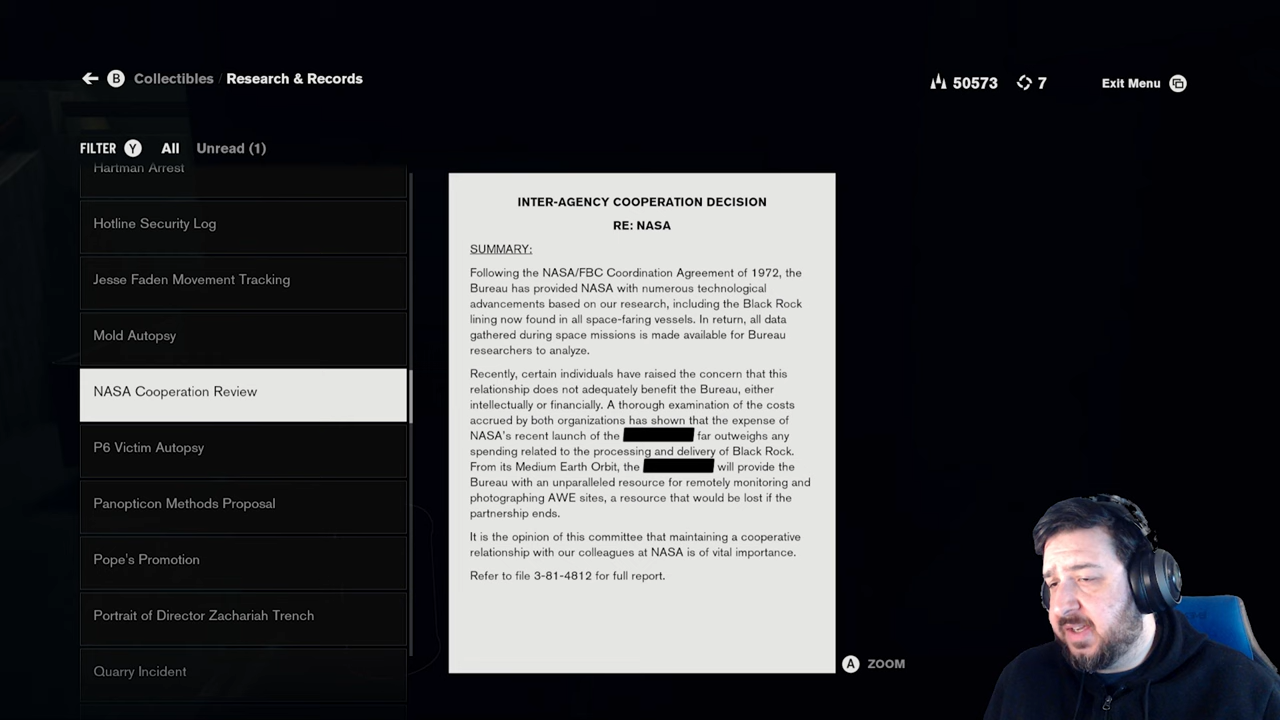 B Collectibles / Research & Records
50573 7 Exit Menu
FILTER Y All Unread (1)
Hartman Arrest
Hotline Security Log
Jesse Faden Movement Tracking
Mold Autopsy
NASA Cooperation Review
P6 Victim Autopsy
Panopticon Methods Proposal
Pope's Promotion
Portrait of Director Zachariah Trench
Quarry Incident
INTER-AGENCY COOPERATION DECISION
RE: NASA
SUMMARY:
Following the NASA/FBC Coordination Agreement of 1972, the
Bureau has provided NASA with numerous technological
advancements based on our research, including the Black Rock
lining now found in all space-faring vessels. In return, all data
gathered during space missions is made available for Bureau
researchers to analyze.
Recently, certain individuals have raised the concern that this
relationship does not adequately benefit the Bureau, either
intellectually or financially. A thorough examination of the costs
accrued by both organizations has shown that the expense of
NASA's recent launch of the far outweighs any
spending related to the processing and delivery of Black Rock.
From its Medium Earth Orbit, the will provide the
Bureau with an unparalleled resource for remotely monitoring and
photographing AWE sites, a resource that would be lost if the
partnership ends.
It is the opinion of this committee that maintaining a cooperative
relationship with our colleagues at NASA is of vital importance.
Refer to file 3-81-4812 for full report.
A ZOOM